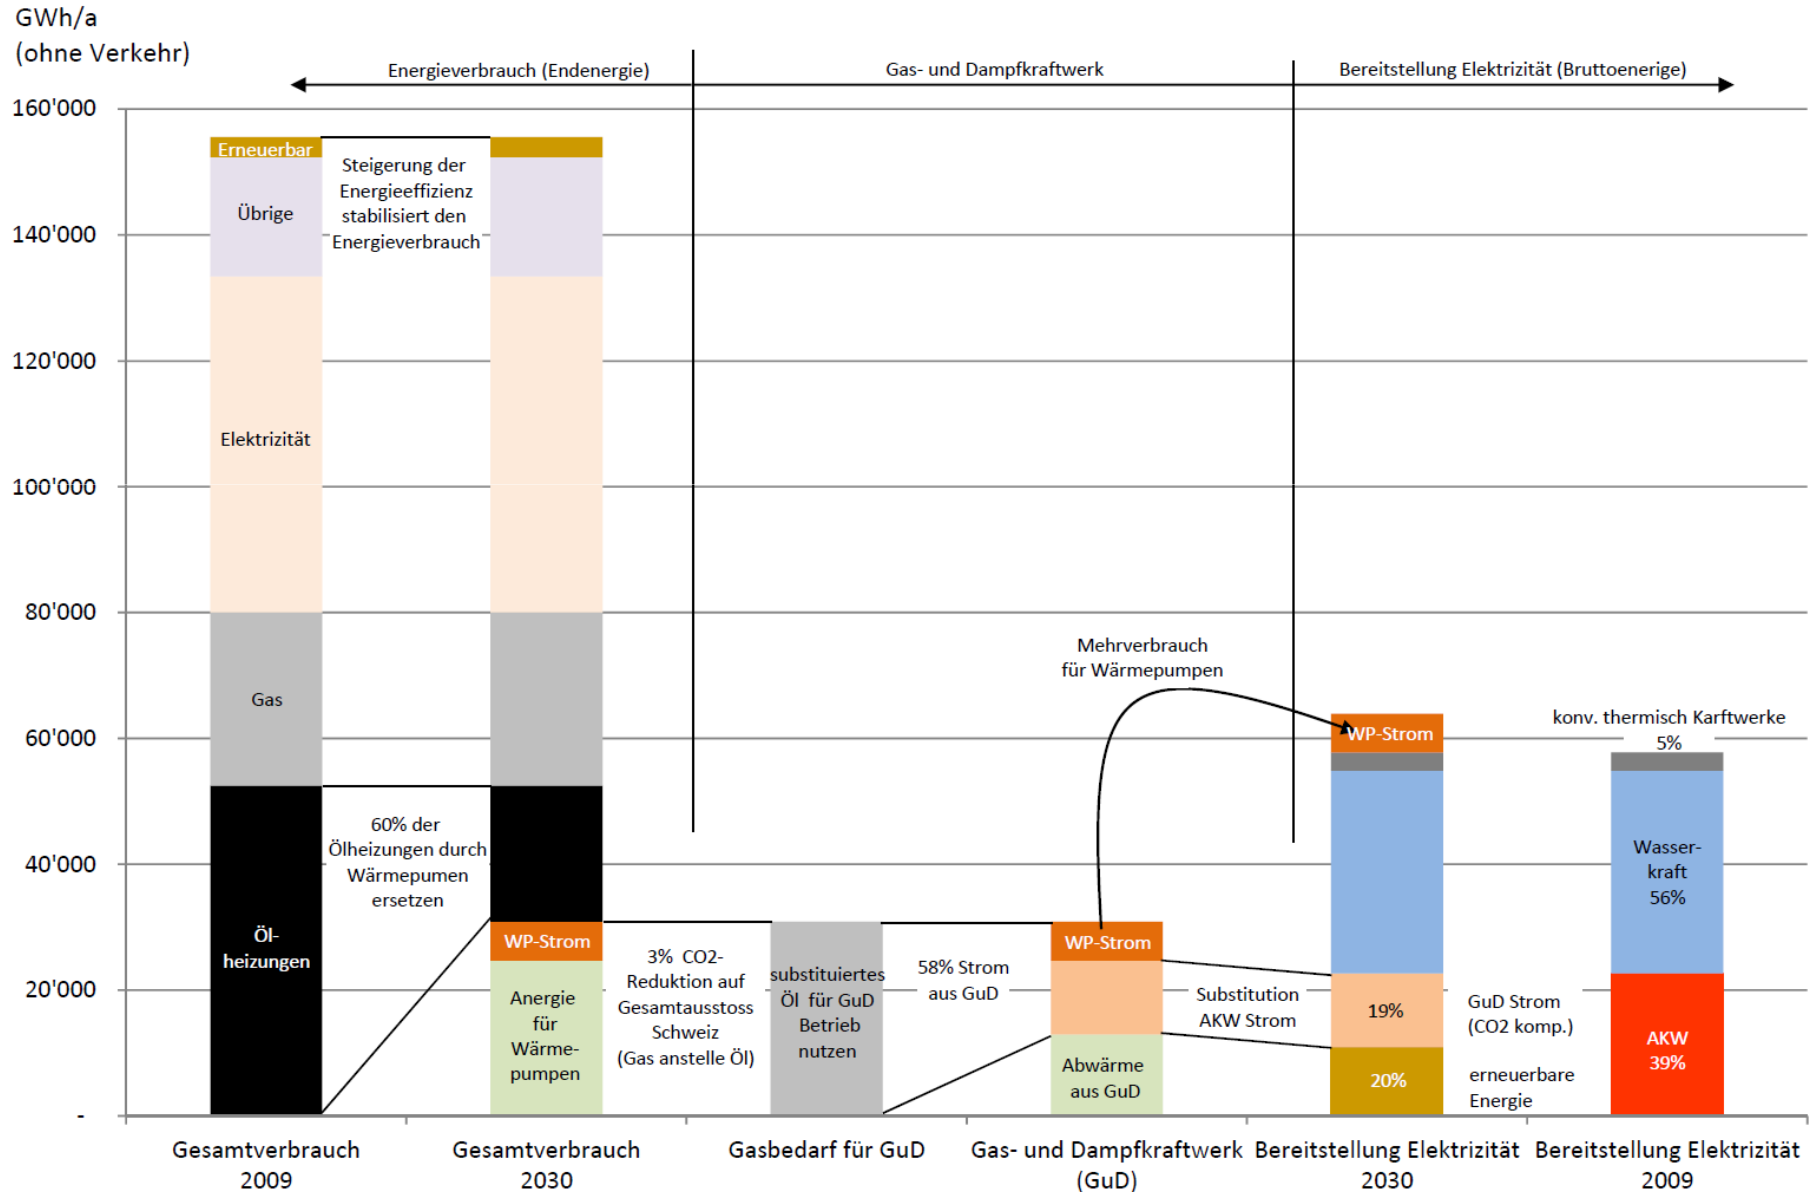 GWh/a
(ohne Verkehr)
Energieverbrauch (Endenergie)
Gas- und Dampfkraftwerk
Bereitstellung Elektrizität (Bruttoenerige)
160'000
140'000
120'000
100'000
80'000
60'000
40'000
20'000
-
Erneuerbar
Übrige
Elektrizität
Gas
Öl-
heizungen
Steigerung der
Energieeffizienz
stabilisiert den
Energieverbrauch
60% der
Ölheizungen durch
Wärmepumen
ersetzen
WP-Strom
Anergie
für
Wärme-
pumpen
3% CO2-
Reduktion auf
Gesamtausstoss
Schweiz
(Gas anstelle Öl)
substituiertes
Öl für GuD
Betrieb
nutzen
58% Strom
aus GuD
Mehrverbrauch
für Wärmepumpen
WP-Strom
Abwärme
aus GuD
Substitution
AKW Strom
WP-Strom
19%
20%
GuD Strom
(CO2 komp.)
erneuerbare
Energie
konv. thermisch Karftwerke
5%
Wasser-
kraft
56%
AKW
39%
Gesamtverbrauch
2009
Gesamtverbrauch
2030
Gasbedarf für GuD
Gas- und Dampfkraftwerk
(GuD)
Bereitstellung Elektrizität
2030
Bereitstellung Elektrizität
2009